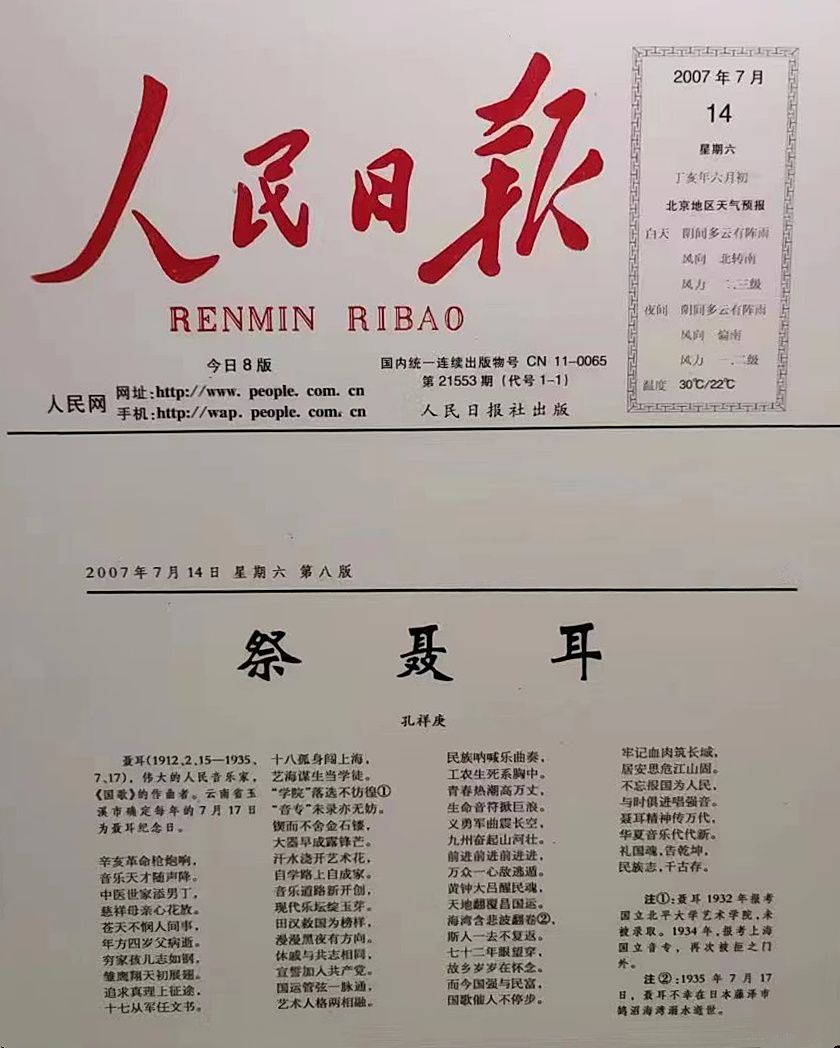 人民日报
RENMIN RIBAO
今日8版
人民网
网址:http://www. people. com. cn
手机:http://wap. people. com. cn
国内统一连续出版物号 CN 11-0065
第 21553 期 (代号 1-1)
人民日报社出版
2007 年 7 月
14
星期六
丁亥年六月初一
北京地区天气预报
白天 阴间多云有阵雨
风向 北转南
风力 二、三级
夜间 阴间多云有阵雨
风向 偏南
风力 一、二级
温度 30℃/22℃
2007年7月14日 星期六 第八版
祭 聂 耳
孔祥庚
聂耳(1912、2、15—1935、
7、17)，伟大的人民音乐家，
《国歌》的作曲者。云南省玉
溪市确定每年的7月17日
为聂耳纪念日。
辛亥革命枪炮响，
音乐天才随声降。
中医世家添男丁，
慈祥母亲心花放。
苍天不悯人间事，
年方四岁父病逝。
穷家孩儿志如钢，
雏鹰翔天初展翅。
追求真理上征途，
十七从军任文书。
十八孤身闯上海，
艺海谋生当学徒。
“学院”落选不彷徨①
“音专”未录亦无妨。
锲而不舍金石镂，
大器早成露锋芒。
汗水浇开艺术花，
自学路上自成家。
音乐道路新开创，
现代乐坛绽玉芽。
田汉救国为榜样，
漫漫黑夜有方向。
休戚与共志相同，
宣誓加入共产党。
国运管弦一脉通，
艺术人格两相融。
民族呐喊乐曲奏，
工农生死系胸中。
青春热潮高万丈，
生命音符掀巨浪。
义勇军曲震长空，
九州奋起山河壮。
前进前进前进进，
万众一心敌逃遁。
黄钟大吕醒民魂，
天地翻覆昌国运。
海湾含悲波翻卷②，
斯人一去不复返。
七十二年眼望穿，
故乡岁岁在怀念。
而今国强与民富，
国歌催人不停步。
牢记血肉筑长城，
居安思危江山固。
不忘报国为人民，
与时俱进唱强音。
聂耳精神传万代，
华夏音乐代代新。
礼国魂，告乾坤，
民族志，千古存。
注①：聂耳 1932 年报考
国立北平大学艺术学院，未
被录取。1934 年，报考上海
国立音专，再次被拒之门
外。
注②：1935 年 7 月 17
日，聂耳不幸在日本藤泽市
鹄沼海湾溺水逝世。